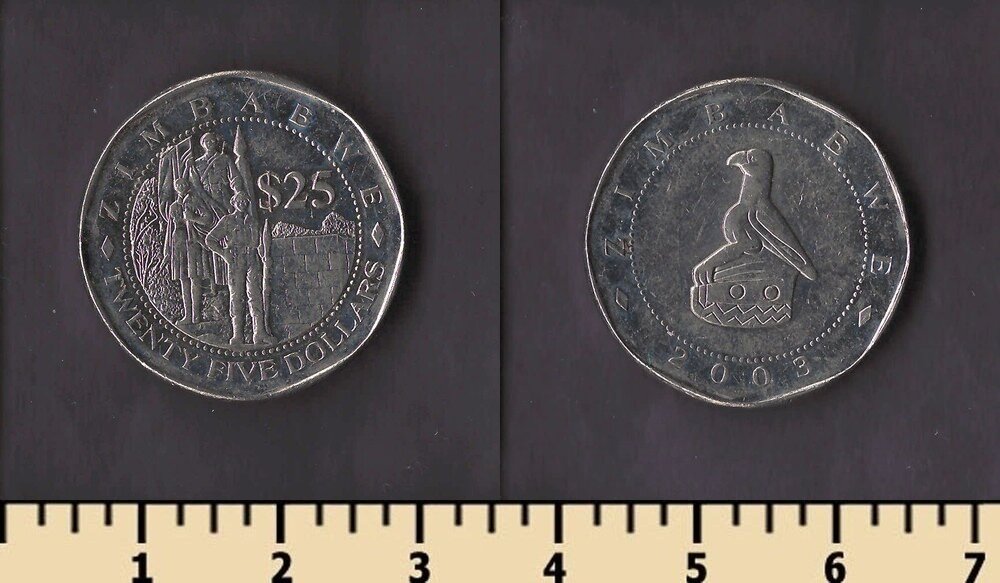 ZIMBABWE
$25
TWENTY FIVE DOLLARS
ZIMBABWE
2003
1 2 3 4 5 6 7